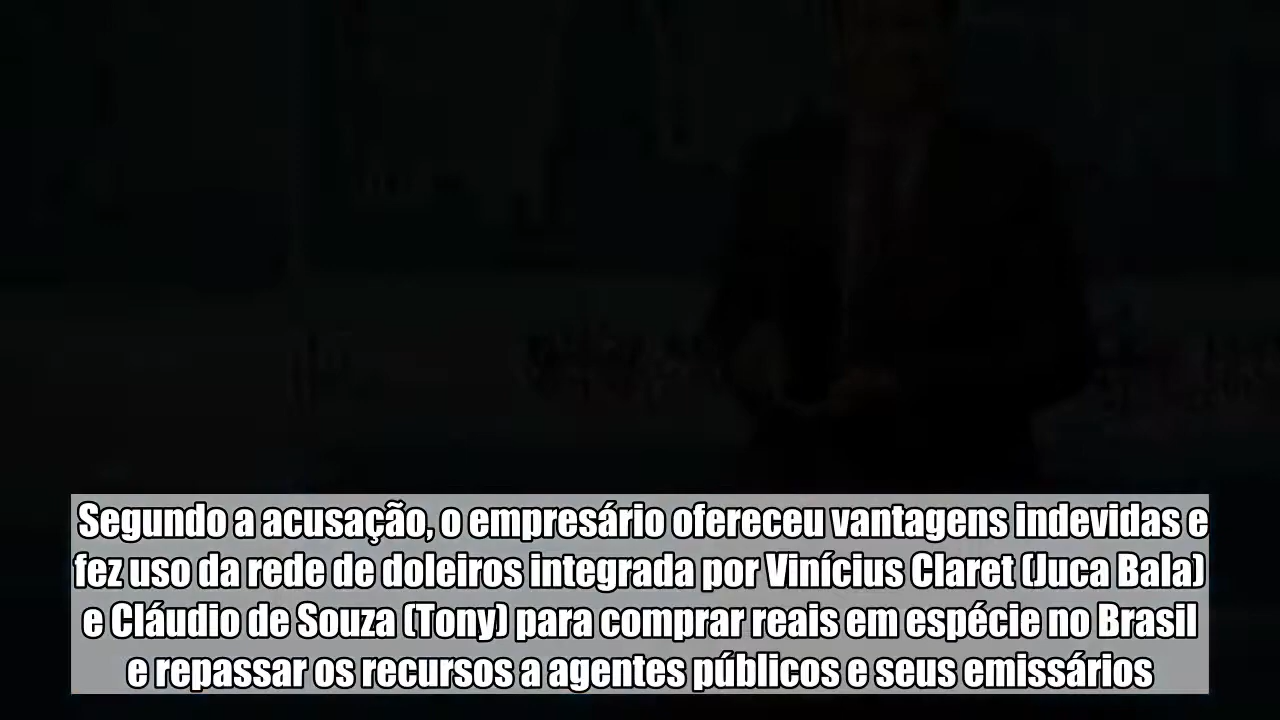 Segundo a acusação, o empresário ofereceu vantagens indevidas e
fez uso da rede de doleiros integrada por Vinícius Claret (Juca Bala)
e Cláudio de Souza (Tony) para comprar reais em espécie no Brasil
e repassar os recursos a agentes públicos e seus emissários